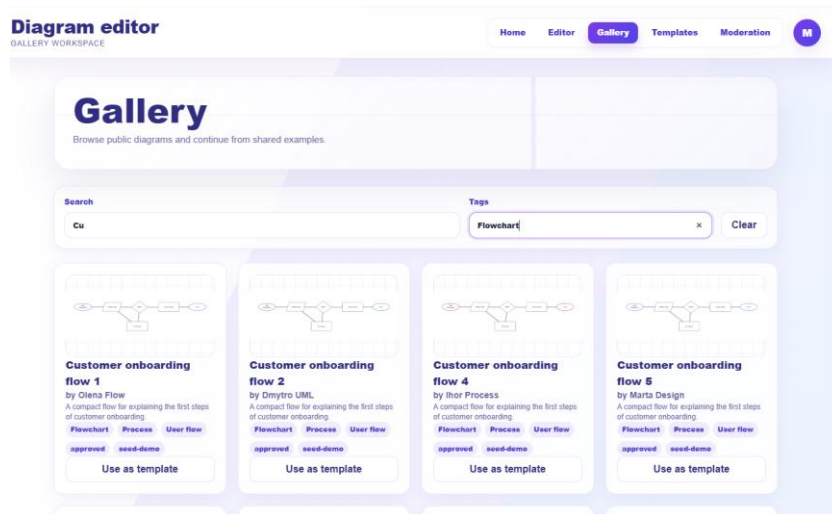 Diagram editor
GALLERY WORKSPACE
Home Editor Gallery Templates Moderation M
Gallery
Browse public diagrams and continue from shared examples.
Search Tags
Cu Flowchart × Clear
Customer onboarding
flow 1
by Olena Flow
A compact flow for explaining the first steps
of customer onboarding.
Flowchart Process User flow
approved seed-demo
Use as template
Customer onboarding
flow 2
by Dmytro UML
A compact flow for explaining the first steps
of customer onboarding.
Flowchart Process User flow
approved seed-demo
Use as template
Customer onboarding
flow 4
by Ihor Process
A compact flow for explaining the first steps
of customer onboarding.
Flowchart Process User flow
approved seed-demo
Use as template
Customer onboarding
flow 5
by Marta Design
A compact flow for explaining the first steps
of customer onboarding.
Flowchart Process User flow
approved seed-demo
Use as template